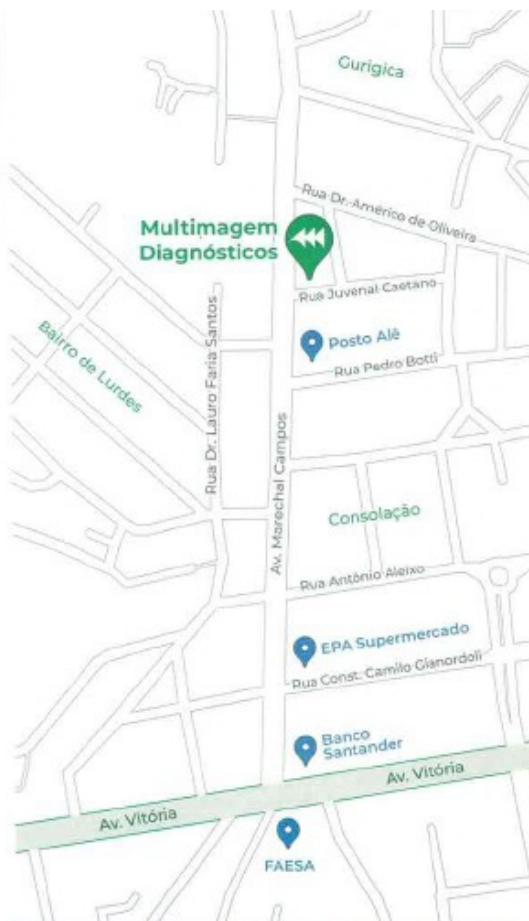 Gurigica
Rua Dr. Américo de Oliveira
Multimagem
Diagnósticos
Rua Juvenal Caetano
Bairro de Lurdes
Rua Dr. Lauro Faria Santos
Posto Alê
Rua Pedro Botti
Av. Marechal Campos
Consolação
Rua Antônio Aleixo
EPA Supermercado
Rua Const. Camilo Gianordoli
Banco
Santander
Av. Vitória
Av. Vitória
FAESA